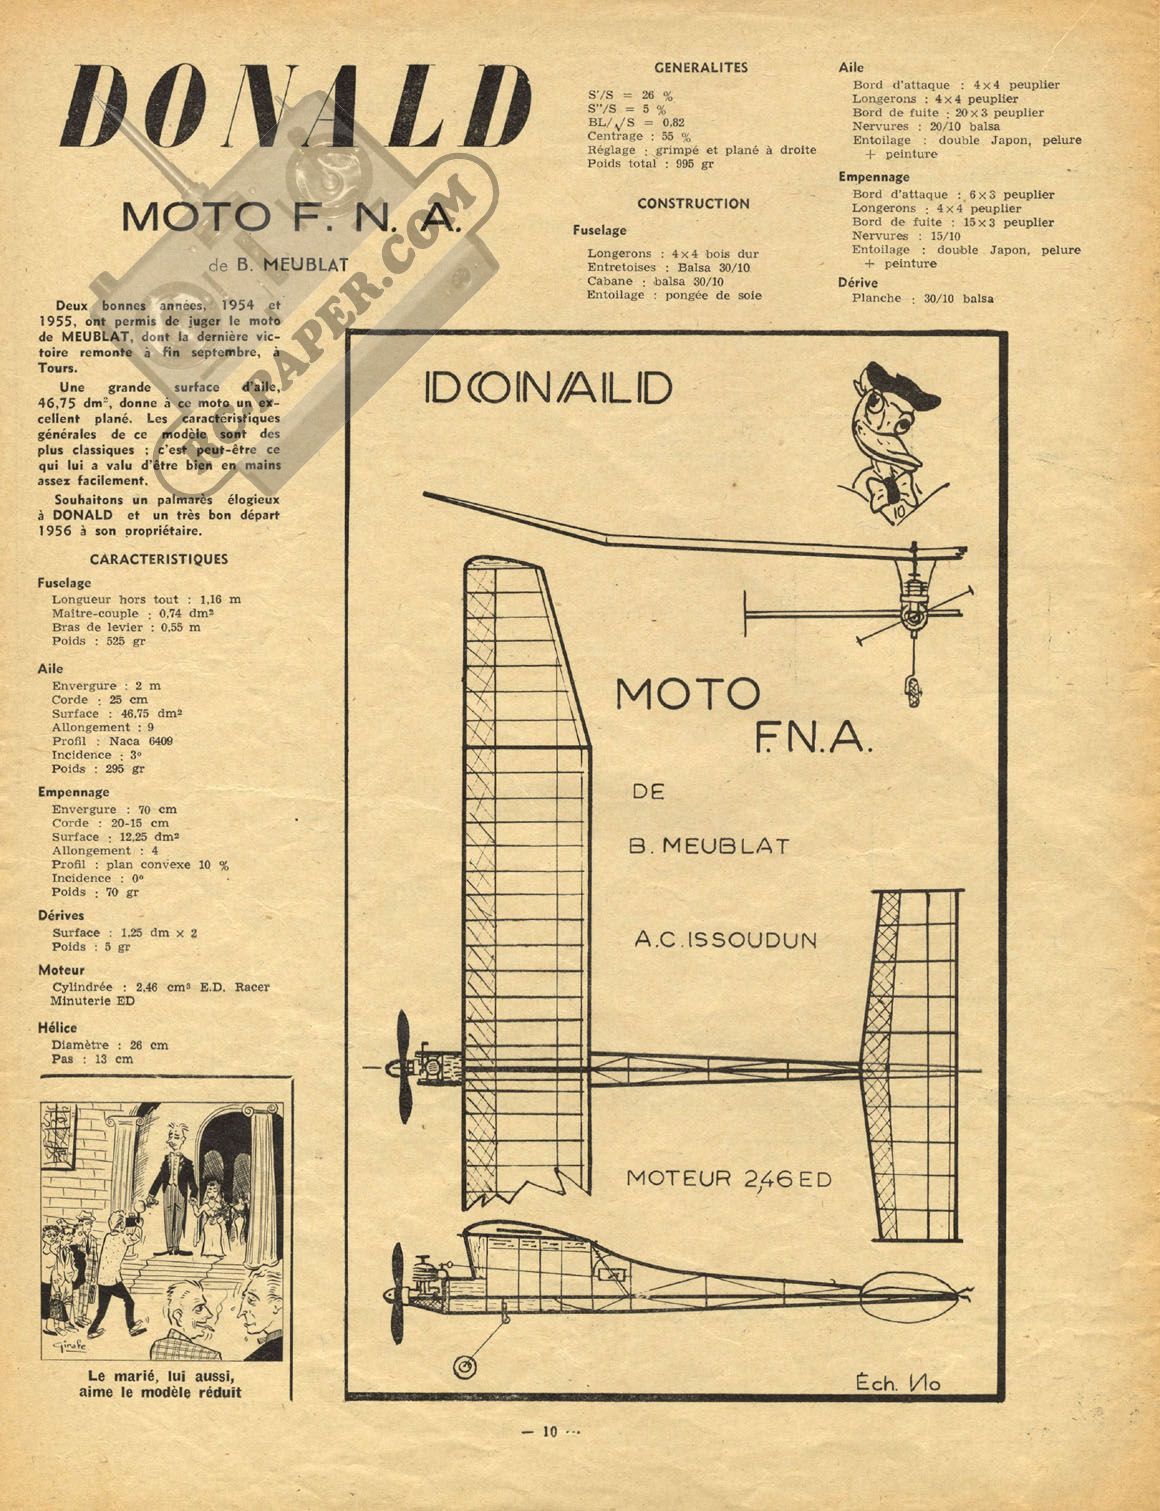 DONALD
MOTO F. N. A.
de B. MEUBLAT
Deux bonnes années, 1954 et
1955, ont permis de juger le moto
de MEUBLAT, dont la dernière vic-
toire remonte à fin septembre, à
Tours.
Une grande surface d'aile,
46,75 dm², donne à ce moto un ex-
cellent plané. Les caractéristiques
générales de ce modèle sont des
plus classiques ; c'est peut-être ce
qui lui a valu d'être bien en mains
assez facilement.
Souhaitons un palmarès élogieux
à DONALD et un très bon départ
1956 à son propriétaire.
CARACTERISTIQUES
Fuselage
Longueur hors tout : 1,16 m
Maître-couple : 0,74 dm²
Bras de levier : 0,55 m
Poids : 525 gr
Aile
Envergure : 2 m
Corde : 25 cm
Surface : 46,75 dm²
Allongement : 9
Profil : Naca 6409
Incidence : 3°
Poids : 295 gr
Empennage
Envergure : 70 cm
Corde : 20-15 cm
Surface : 12,25 dm²
Allongement : 4
Profil : plan convexe 10 %
Incidence : 0°
Poids : 70 gr
Dérives
Surface : 1,25 dm × 2
Poids : 5 gr
Moteur
Cylindrée : 2,46 cm³ E.D. Racer
Minuterie ED
Hélice
Diamètre : 26 cm
Pas : 13 cm
GENERALITES
S'/S = 26 %
S''/S = 5 %
BL/√S = 0.82
Centrage : 55 %
Réglage : grimpé et plané à droite
Poids total : 995 gr
CONSTRUCTION
Fuselage
Longerons : 4×4 bois dur
Entretoises : Balsa 30/10
Cabane : balsa 30/10
Entoilage : pongée de soie
Aile
Bord d'attaque : 4×4 peuplier
Longerons : 4×4 peuplier
Bord de fuite : 20×3 peuplier
Nervures : 20/10 balsa
Entoilage : double Japon, pelure
+ peinture
Empennage
Bord d'attaque : 6×3 peuplier
Longerons : 4×4 peuplier
Bord de fuite : 15×3 peuplier
Nervures : 15/10
Entoilage : double Japon, pelure
+ peinture
Dérive
Planche : 30/10 balsa
RCPAPER.COM
DONALD
10
MOTO
F.N.A.
DE
B. MEUBLAT
A.C. ISSOUDUN
MOTEUR 2,46 ED
Éch. 1/10
Le marié, lui aussi,
aime le modèle réduit
— 10 —